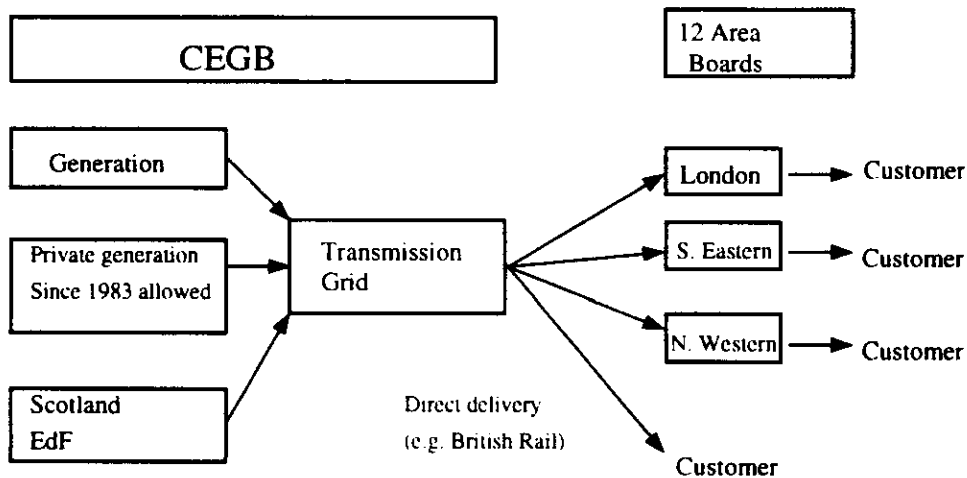 CEGB
12 Area
Boards
Generation
Private generation
Since 1983 allowed
Scotland
EdF
Transmission
Grid
London
S. Eastern
N. Western
Customer
Customer
Customer
Direct delivery
(e.g. British Rail)
Customer